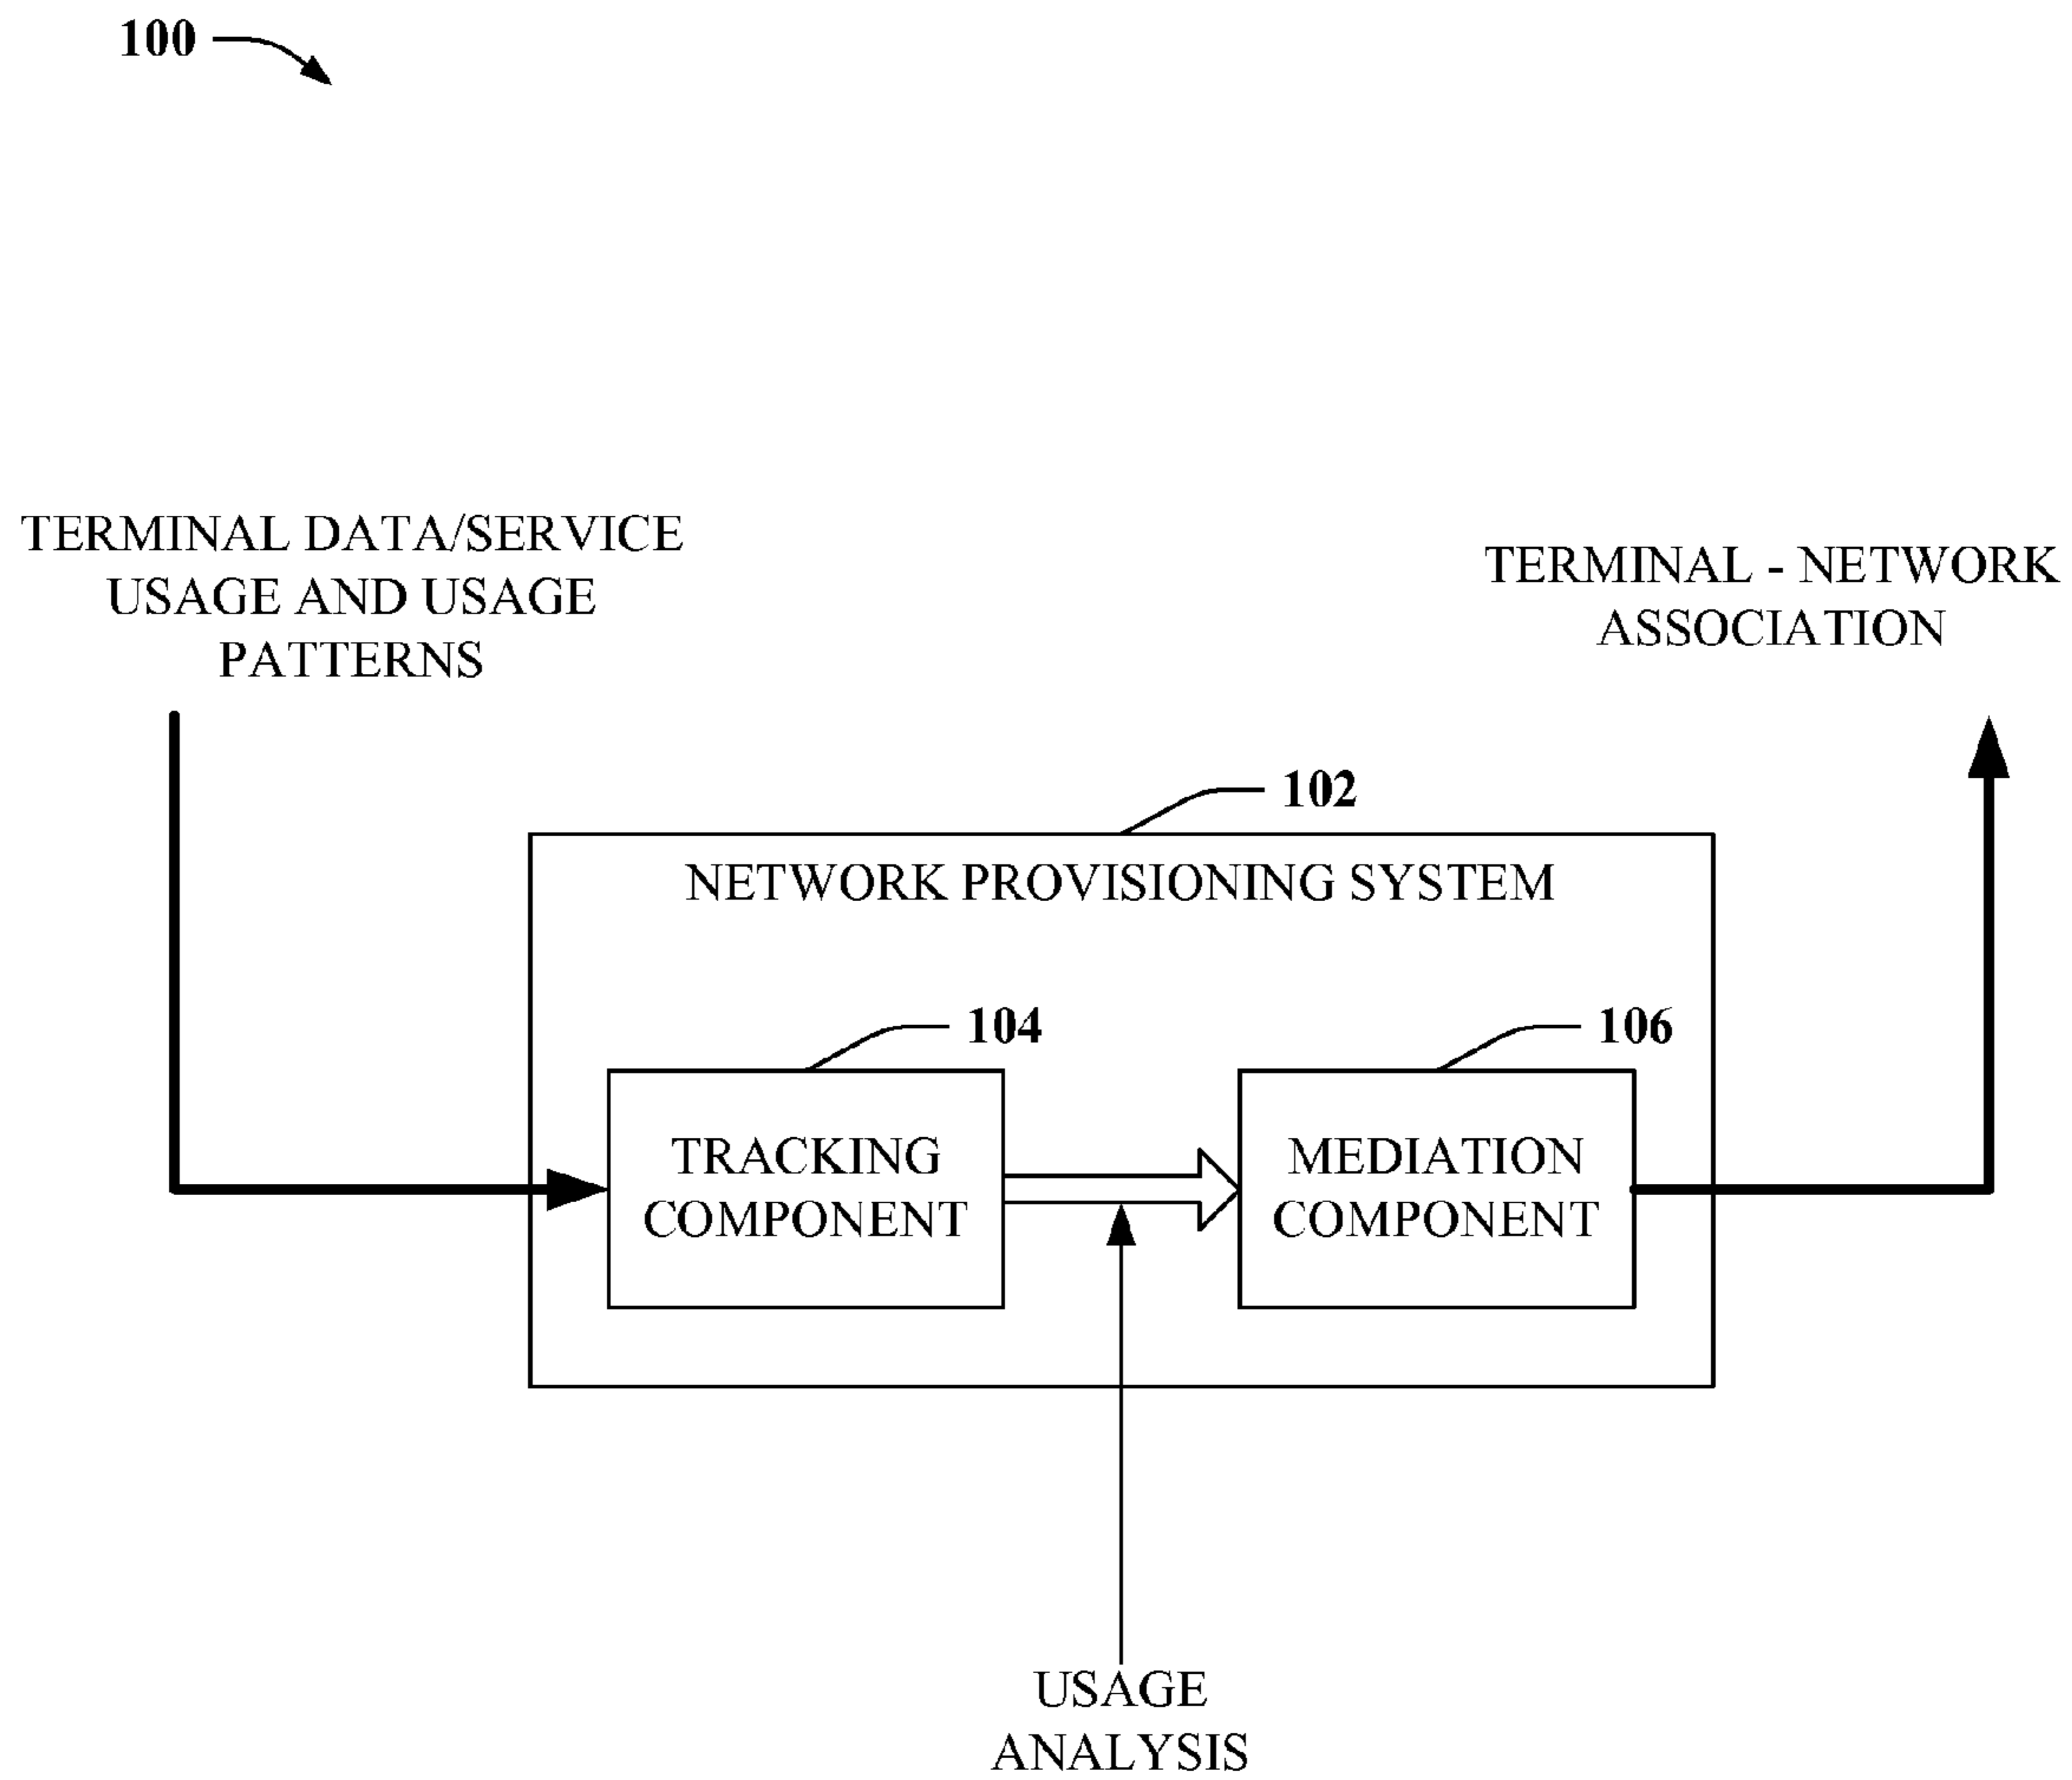 100
TERMINAL DATA/SERVICE
USAGE AND USAGE
PATTERNS
TERMINAL - NETWORK
ASSOCIATION
102
NETWORK PROVISIONING SYSTEM
104
106
TRACKING
COMPONENT
MEDIATION
COMPONENT
USAGE
ANALYSIS